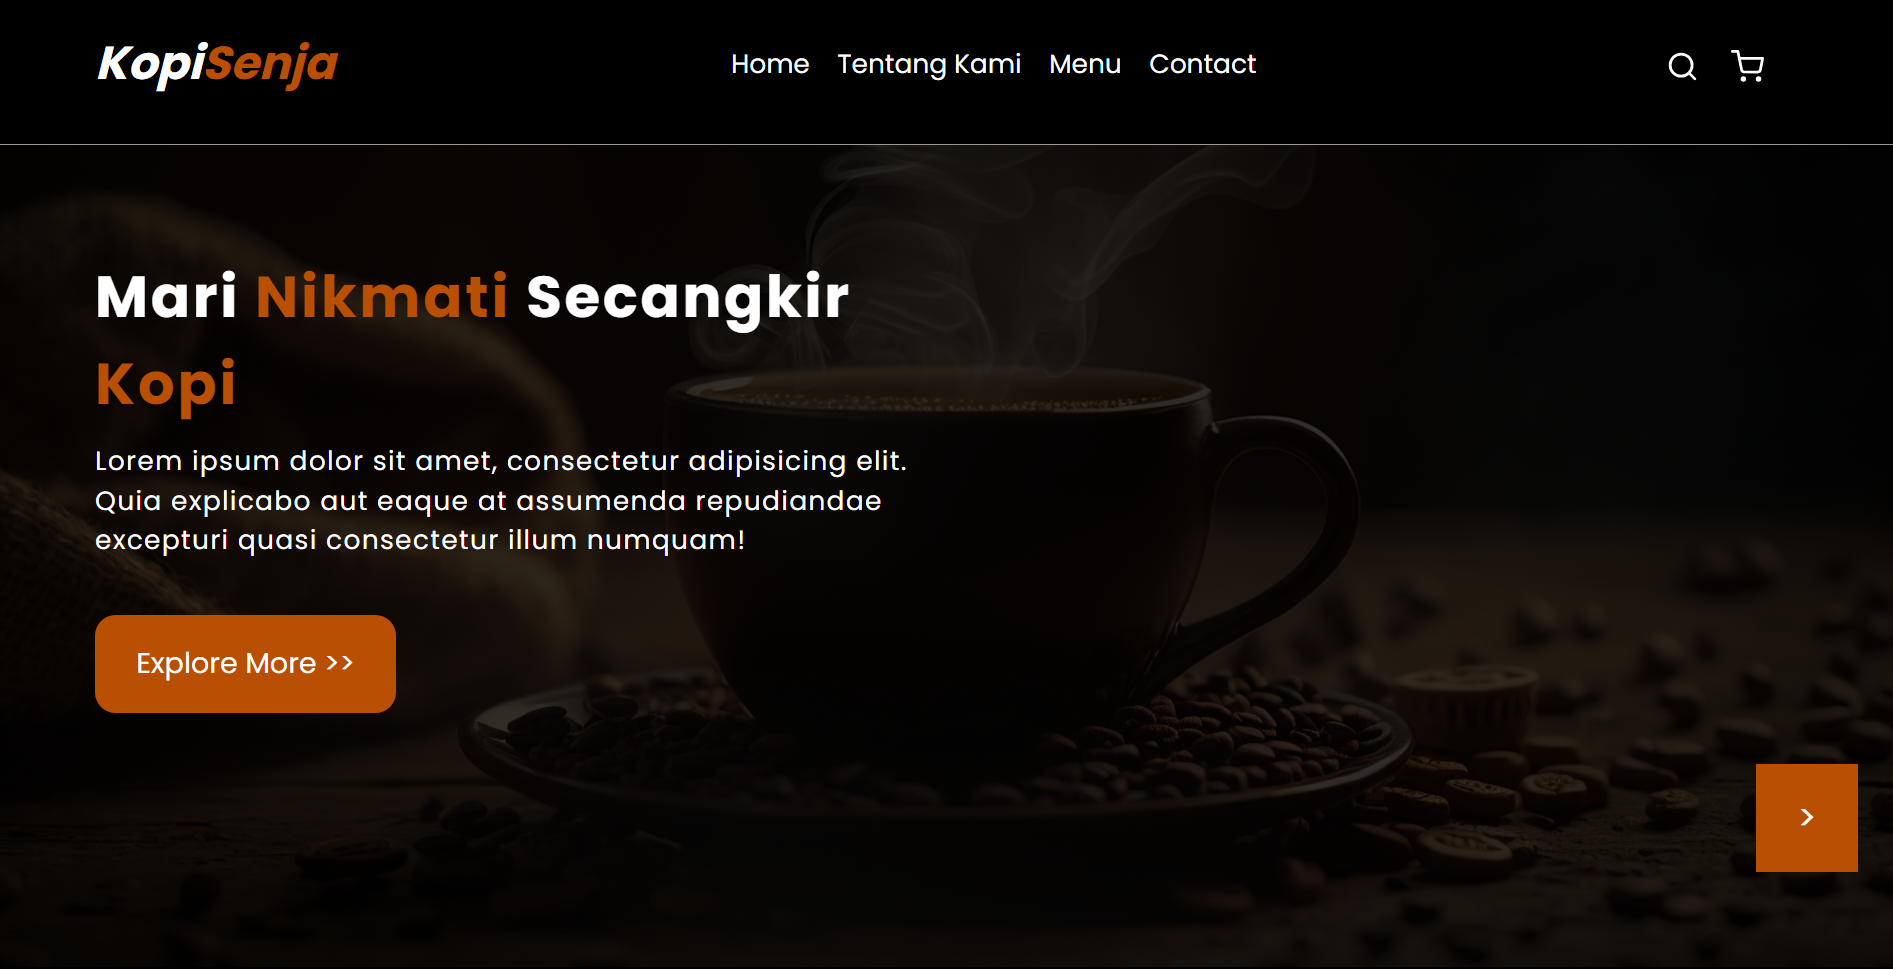 KopiSenja
Home Tentang Kami Menu Contact
Mari Nikmati Secangkir
Kopi
Lorem ipsum dolor sit amet, consectetur adipisicing elit.
Quia explicabo aut eaque at assumenda repudiandae
excepturi quasi consectetur illum numquam!
Explore More >>
>